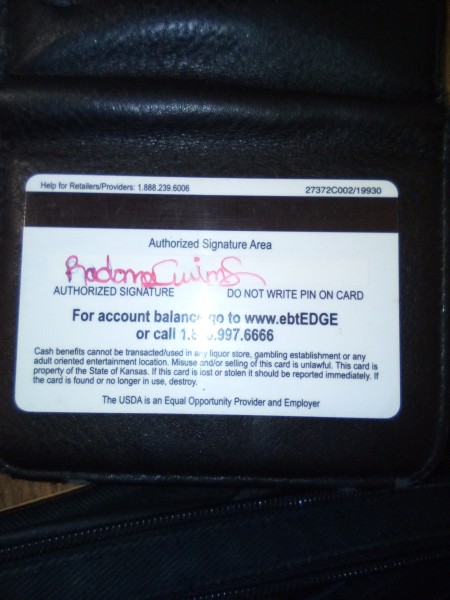 Help for Retailers/Providers: 1.888.239.6006 27372C002/19930
Authorized Signature Area
AUTHORIZED SIGNATURE DO NOT WRITE PIN ON CARD
For account balance go to www.ebtEDGE
or call .997.6666
Cash benefits cannot be transacted/used in any liquor store, gambling establishment or any
adult oriented entertainment location. Misuse and/or selling of this card is unlawful. This card is
property of the State of Kansas. If this card is lost or stolen it should be reported immediately. If
the card is found or no longer in use, destroy.
The USDA is an Equal Opportunity Provider and Employer